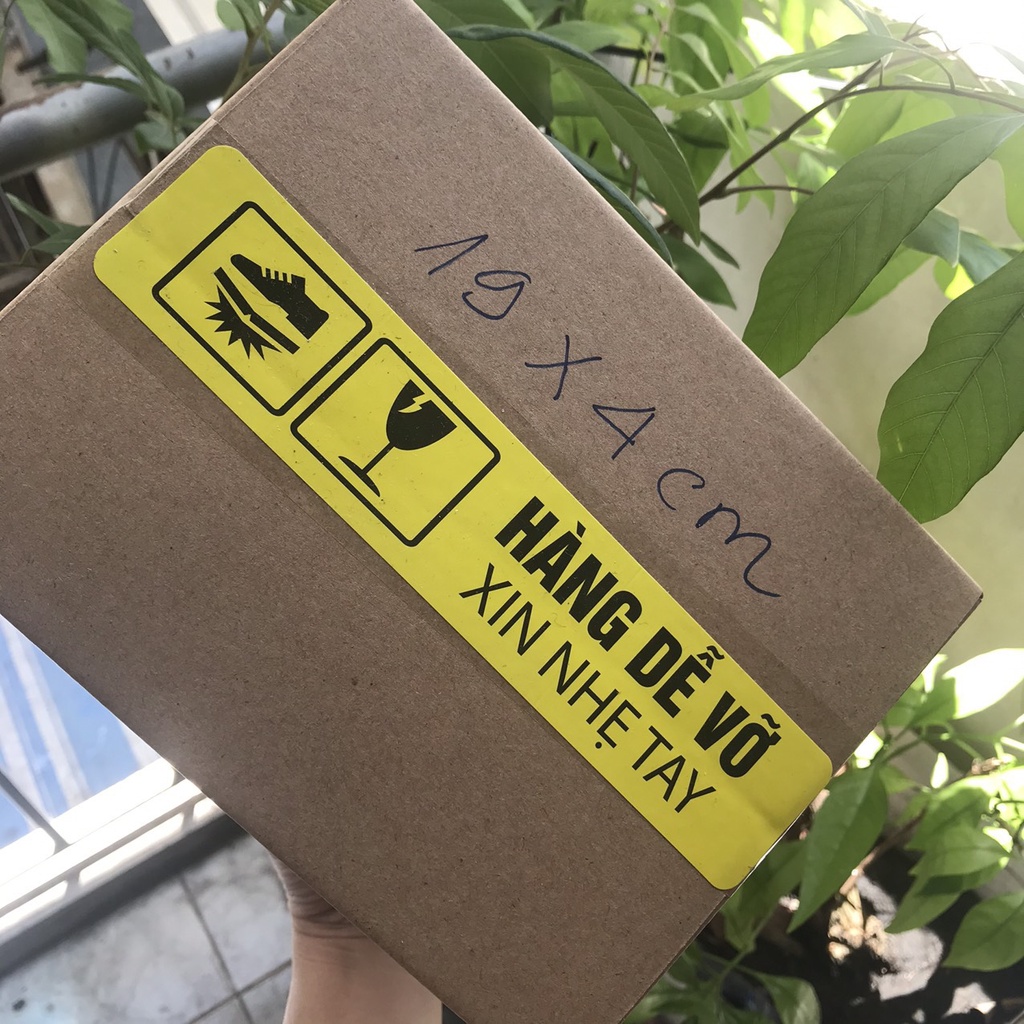 19 x 4 cm
HÀNG DỄ VỠ
XIN NHẸ TAY